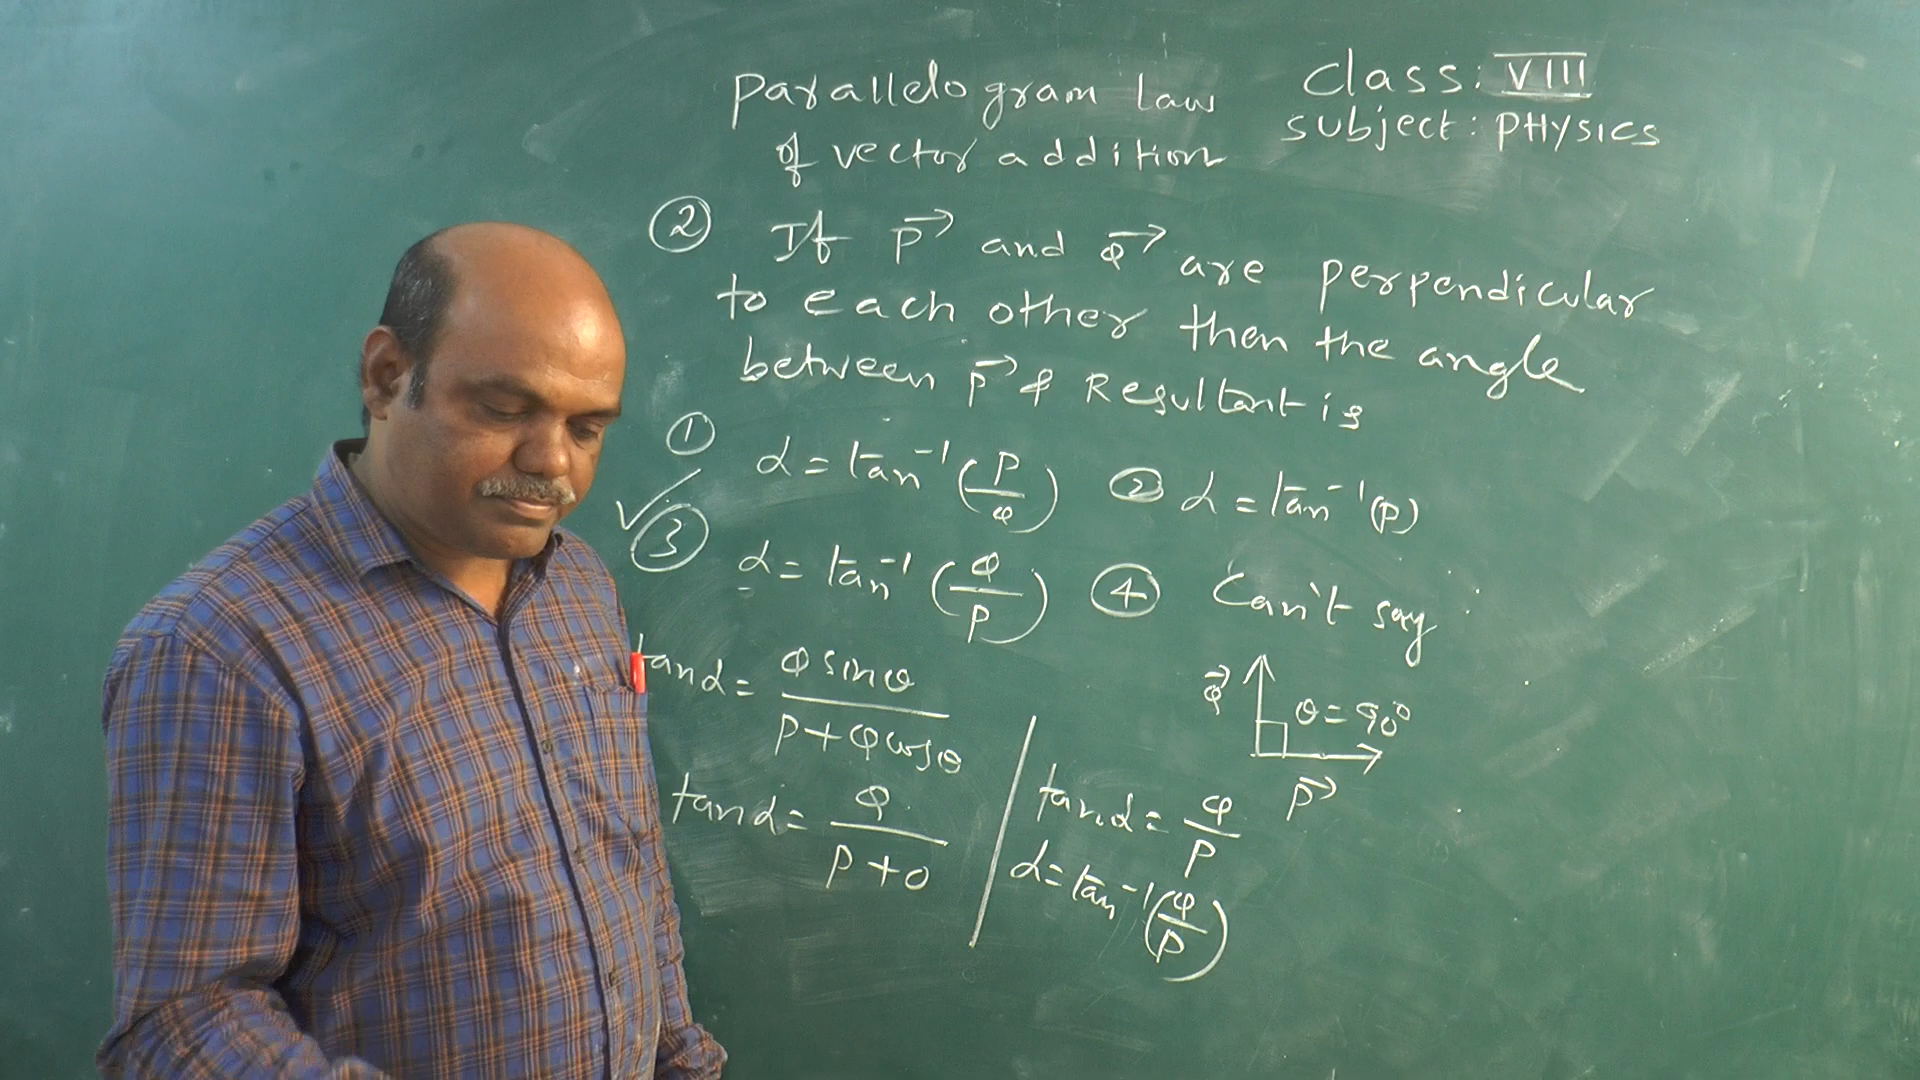 Parallelogram Law
of vector addition
Class: VIII
Subject: PHYSICS
② If P⃗ and Q⃗ are perpendicular
to each other then the angle
between P⃗ & Resultant is
① α = tan⁻¹(P/Q) ② α = tan⁻¹(P)
③ α = tan⁻¹(Q/P) ④ Can't say
tanα = Q sinθ / P+Q cosθ
tanα = Q / P+0
tanα = Q/P
α = tan⁻¹(Q/P)
Q⃗ θ = 90°
P⃗